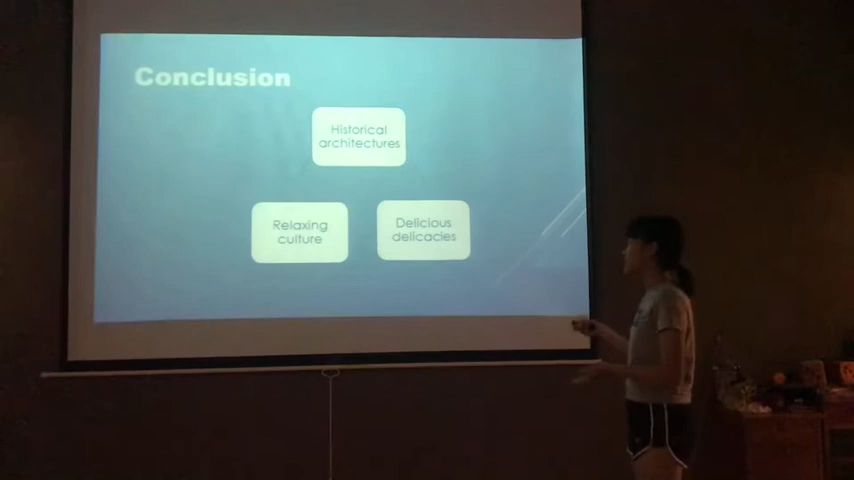 Conclusion
Historical
architectures
Relaxing
culture
Delicious
delicacies